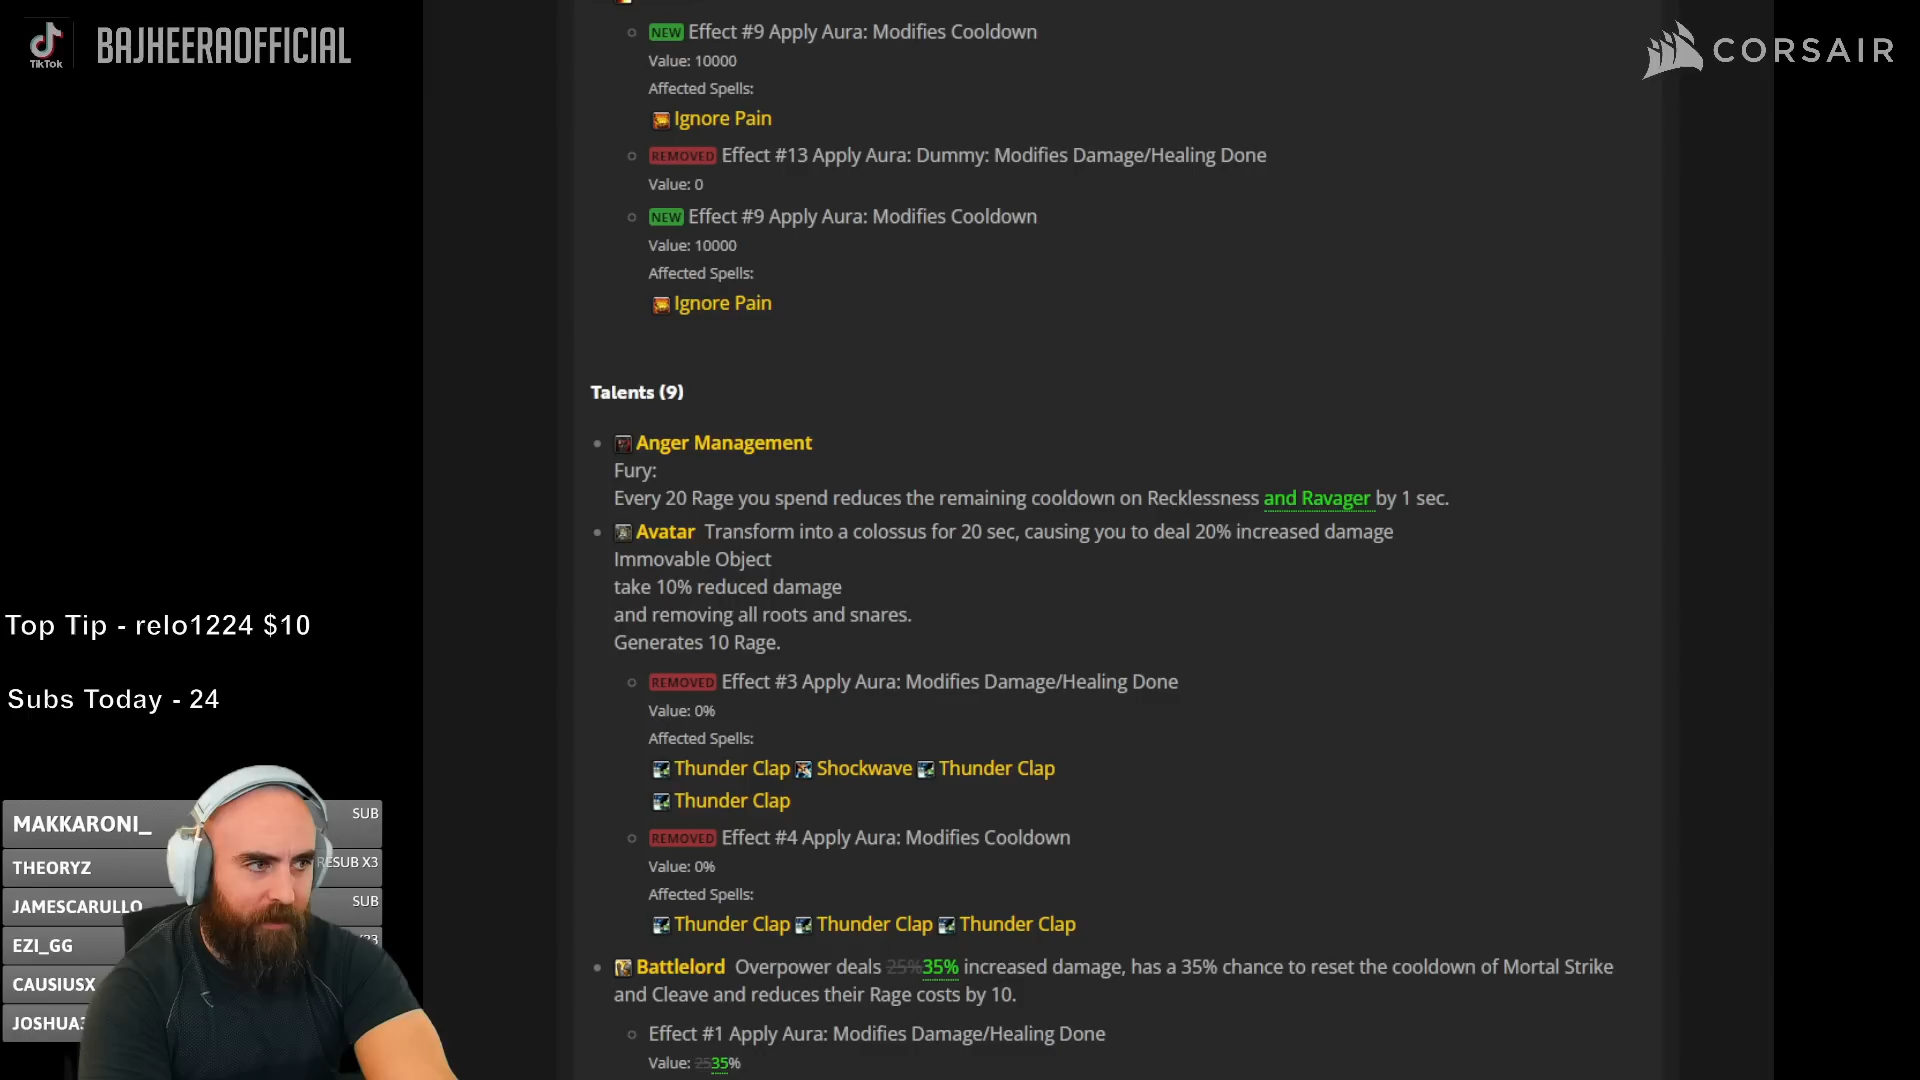 TikTok
BAJHEERAOFFICIAL
CORSAIR
NEW Effect #9 Apply Aura: Modifies Cooldown
Value: 10000
Affected Spells:
Ignore Pain
REMOVED Effect #13 Apply Aura: Dummy: Modifies Damage/Healing Done
Value: 0
NEW Effect #9 Apply Aura: Modifies Cooldown
Value: 10000
Affected Spells:
Ignore Pain
Talents (9)
Anger Management
Fury:
Every 20 Rage you spend reduces the remaining cooldown on Recklessness and Ravager by 1 sec.
Avatar Transform into a colossus for 20 sec, causing you to deal 20% increased damage
Immovable Object
take 10% reduced damage
and removing all roots and snares.
Generates 10 Rage.
REMOVED Effect #3 Apply Aura: Modifies Damage/Healing Done
Value: 0%
Affected Spells:
Thunder Clap Shockwave Thunder Clap
Thunder Clap
REMOVED Effect #4 Apply Aura: Modifies Cooldown
Value: 0%
Affected Spells:
Thunder Clap Thunder Clap Thunder Clap
Battlelord Overpower deals 25%35% increased damage, has a 35% chance to reset the cooldown of Mortal Strike
and Cleave and reduces their Rage costs by 10.
Effect #1 Apply Aura: Modifies Damage/Healing Done
Value: 2535%
Top Tip - relo1224 $10
Subs Today - 24
MAKKARONI_ SUB
THEORYZ RESUB X3
JAMESCARULLO SUB
EZI_GG
CAUSIUSX